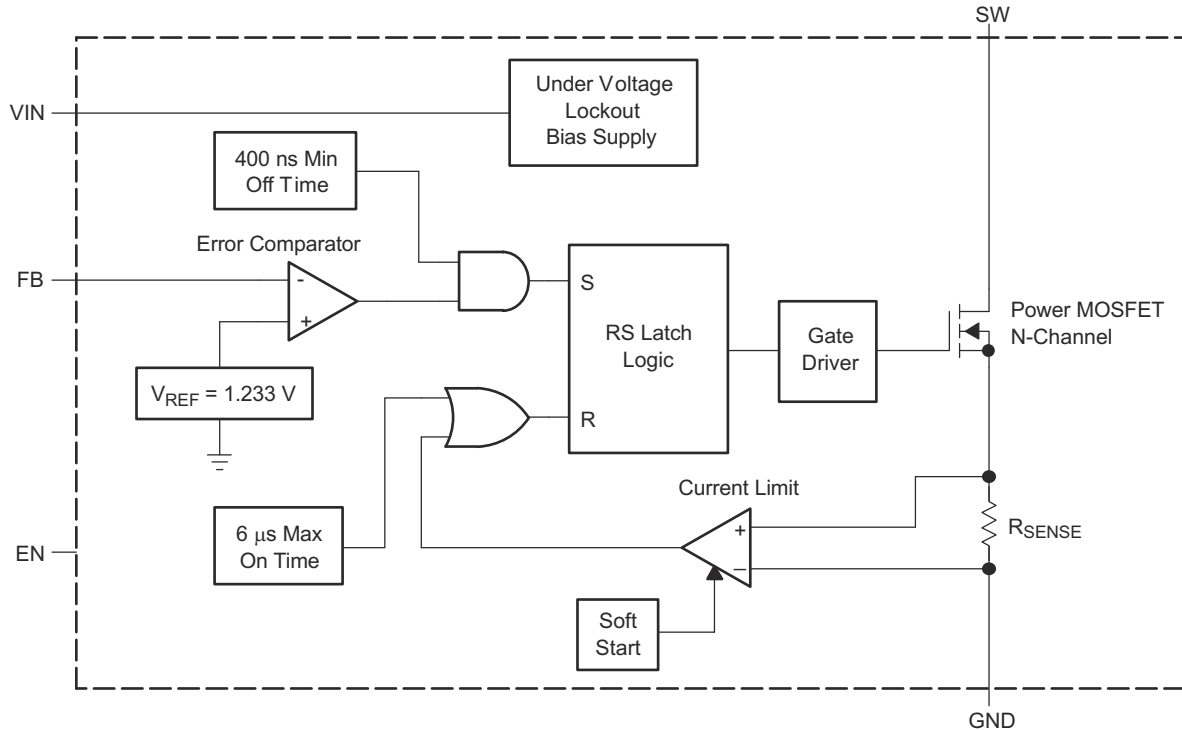 SW
Under Voltage
Lockout
Bias Supply
VIN
400 ns Min
Off Time
Error Comparator
FB
-
+
S
RS Latch
Logic
Gate
Driver
Power MOSFET
N-Channel
V_REF = 1.233 V
R
Current Limit
6 μs Max
On Time
+
–
R_SENSE
EN
Soft
Start
GND